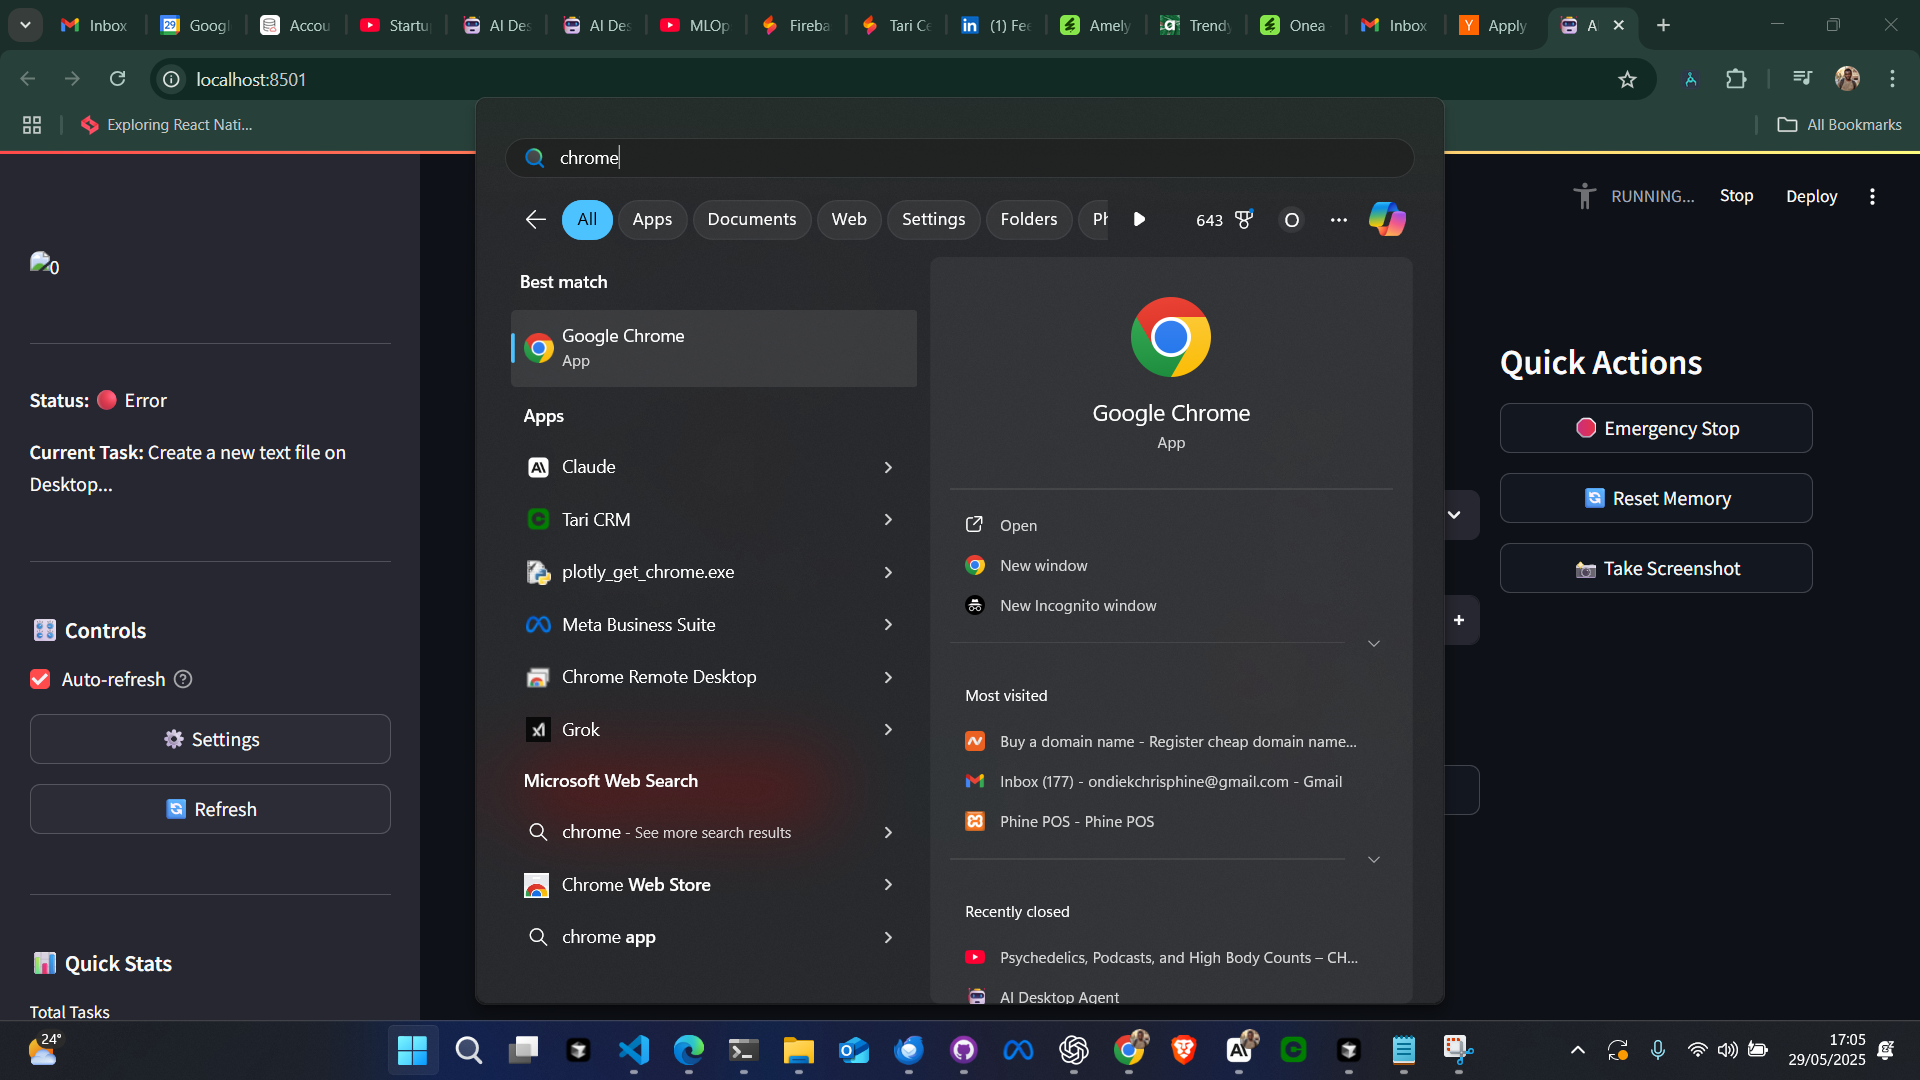 Inbox
Googl
Accou
Startu
AI Des
AI Des
MLOp
Fireba
Tari Ce
(1) Fee
Amely
Trendy
Onea
Inbox
Apply
localhost:8501
Exploring React Nati...
All Bookmarks
RUNNING...
Stop
Deploy
0
Status: Error
Current Task: Create a new text file on
Desktop...
Controls
Auto-refresh
Settings
Refresh
Quick Stats
Total Tasks
chrome
All
Apps
Documents
Web
Settings
Folders
643
O
Best match
Google Chrome
App
Apps
Claude
Tari CRM
plotly_get_chrome.exe
Meta Business Suite
Chrome Remote Desktop
Grok
Microsoft Web Search
chrome - See more search results
Chrome Web Store
chrome app
Google Chrome
App
Open
New window
New Incognito window
Most visited
Buy a domain name - Register cheap domain name...
Inbox (177) - ondiekchrisphine@gmail.com - Gmail
Phine POS - Phine POS
Recently closed
Psychedelics, Podcasts, and High Body Counts – CH...
AI Desktop Agent
Quick Actions
Emergency Stop
Reset Memory
Take Screenshot
24°
17:05
29/05/2025